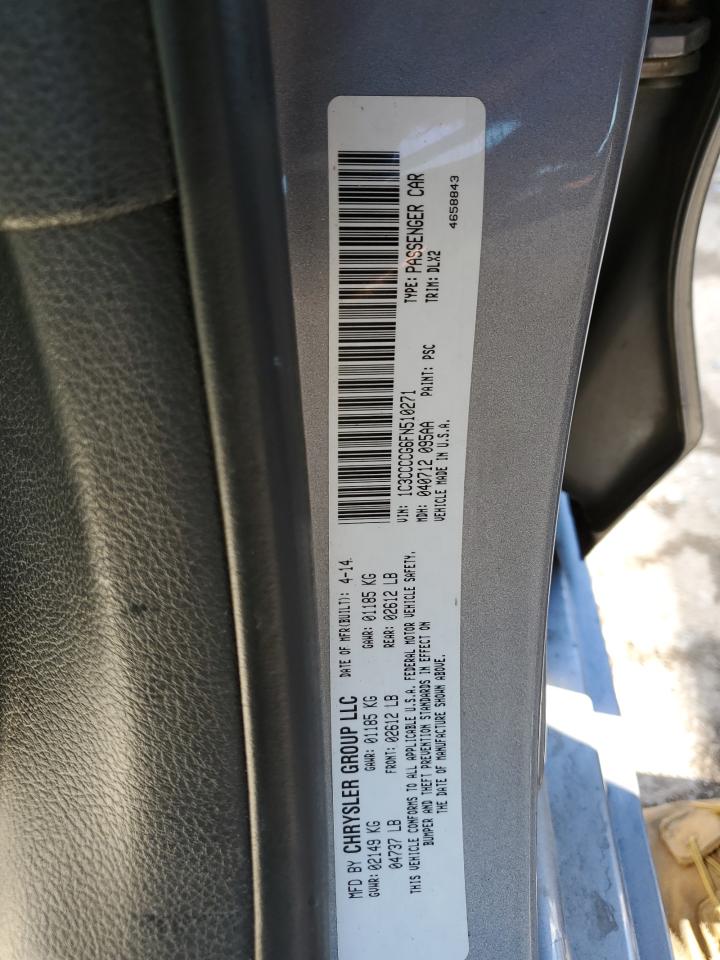 MFD BY CHRYSLER GROUP LLC
DATE OF MFR(BUILT): 4-14
GVWR: 02149 KG
GAWR: 01185 KG
GAWR: 01185 KG
04737 LB
FRONT: 02612 LB
REAR: 02612 LB
THIS VEHICLE CONFORMS TO ALL APPLICABLE U.S.A. FEDERAL MOTOR VEHICLE SAFETY,
BUMPER AND THEFT PREVENTION STANDARDS IN EFFECT ON
THE DATE OF MANUFACTURE SHOWN ABOVE.
VIN: 1C3CCCCG6FN510271
TYPE: PASSENGER CAR
MDH: 040712 095AA
PAINT: PSC
TRIM: DLX2
VEHICLE MADE IN U.S.A.
4658843